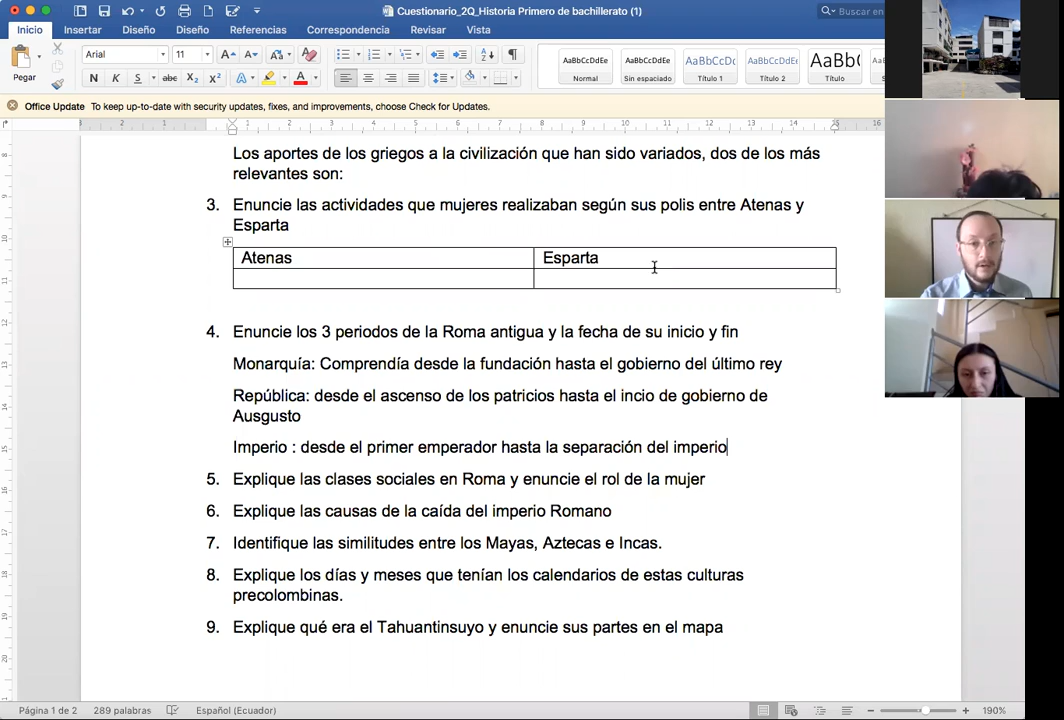 Cuestionario_2Q_Historia Primero de bachillerato (1)
Buscar en
Inicio Insertar Diseño Diseño Referencias Correspondencia Revisar Vista
Pegar
Arial
11
AaBbCcDdEe
AaBbCcDdEe
AaBbCcDc
AaBbCcDdEe
AaBb(
Normal
Sin espaciado
Título 1
Título 2
Título
Office Update To keep up-to-date with security updates, fixes, and improvements, choose Check for Updates.
Los aportes de los griegos a la civilización que han sido variados, dos de los más
relevantes son:
3. Enuncie las actividades que mujeres realizaban según sus polis entre Atenas y
Esparta
Atenas Esparta
4. Enuncie los 3 periodos de la Roma antigua y la fecha de su inicio y fin
Monarquía: Comprendía desde la fundación hasta el gobierno del último rey
República: desde el ascenso de los patricios hasta el incio de gobierno de
Ausgusto
Imperio : desde el primer emperador hasta la separación del imperio
5. Explique las clases sociales en Roma y enuncie el rol de la mujer
6. Explique las causas de la caída del imperio Romano
7. Identifique las similitudes entre los Mayas, Aztecas e Incas.
8. Explique los días y meses que tenían los calendarios de estas culturas
precolombinas.
9. Explique qué era el Tahuantinsuyo y enuncie sus partes en el mapa
Página 1 de 2 289 palabras Español (Ecuador) 190%